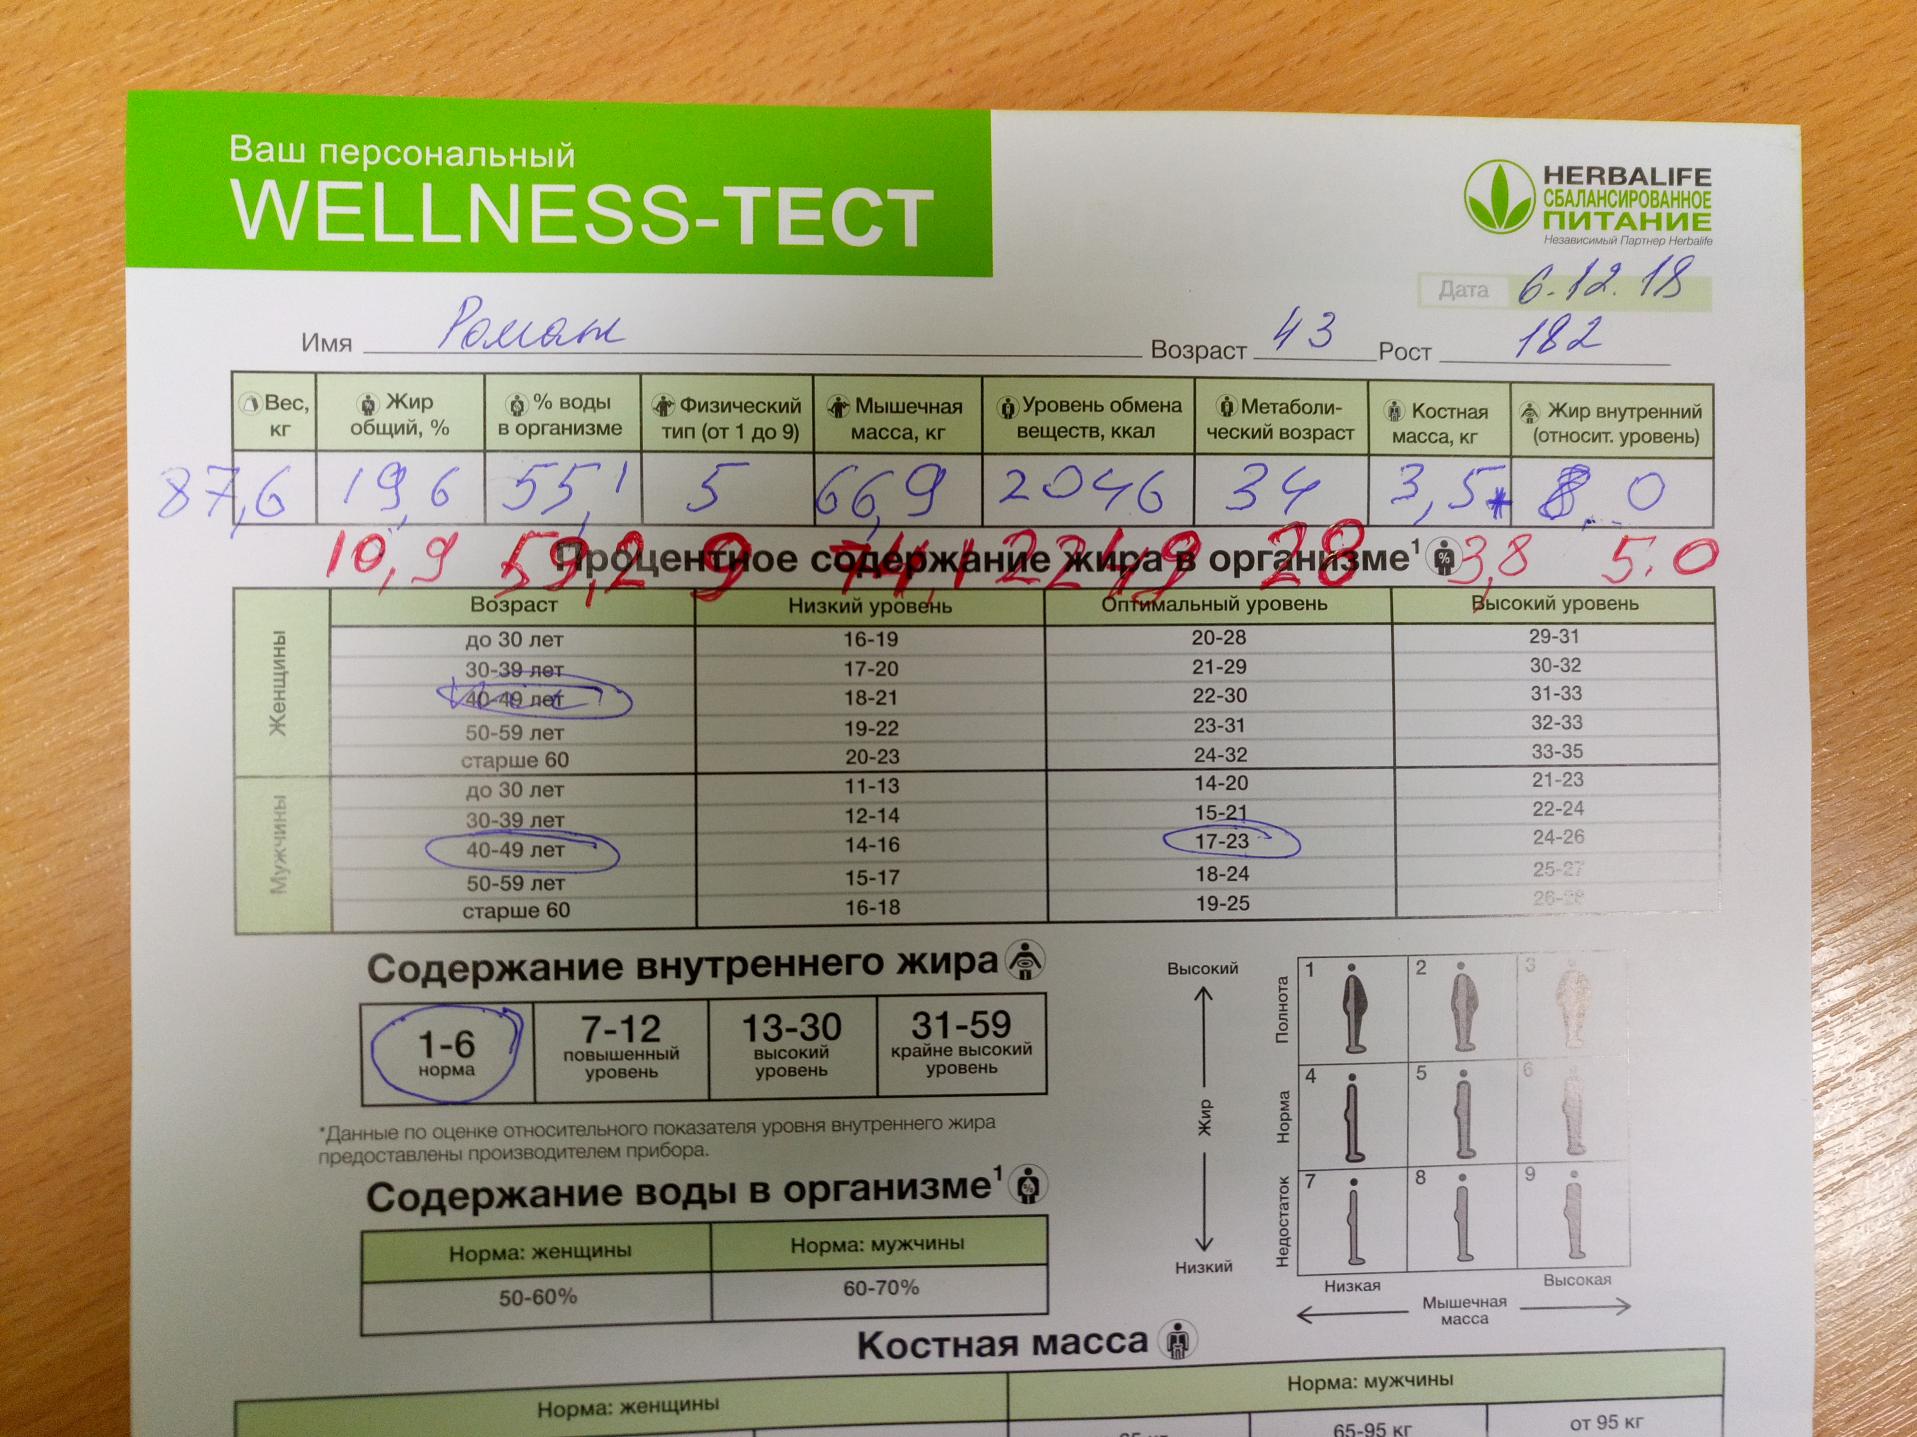 Ваш персональный
WELLNESS-ТЕСТ
HERBALIFE
СБАЛАНСИРОВАННОЕ
ПИТАНИЕ
Независимый Партнер Herbalife
Дата 6.12.18
Имя Роман Возраст 43 Рост 182
Вес, кг Жир общий, % % воды в организме Физический тип (от 1 до 9) Мышечная масса, кг Уровень обмена веществ, ккал Метаболи-ческий возраст Костная масса, кг Жир внутренний (относит. уровень)
87,6 19,6 55,1 5 66,9 2046 34 3,5 8.0
10,9 59,2 9 74,1 2249 28 3,8 5.0
Процентное содержание жира в организме¹
Возраст Низкий уровень Оптимальный уровень Высокий уровень
Женщины
до 30 лет 16-19 20-28 29-31
30-39 лет 17-20 21-29 30-32
40-49 лет 18-21 22-30 31-33
50-59 лет 19-22 23-31 32-33
старше 60 20-23 24-32 33-35
Мужчины
до 30 лет 11-13 14-20 21-23
30-39 лет 12-14 15-21 22-24
40-49 лет 14-16 17-23 24-26
50-59 лет 15-17 18-24 25-27
старше 60 16-18 19-25 26-28
Содержание внутреннего жира
1-6 норма 7-12 повышенный уровень 13-30 высокий уровень 31-59 крайне высокий уровень
*Данные по оценке относительного показателя уровня внутреннего жира
предоставлены производителем прибора.
Содержание воды в организме¹
Норма: женщины Норма: мужчины
50-60% 60-70%
Высокий
Жир
Низкий
Полнота 1 2 3
Норма 4 5 6
Недостаток 7 8 9
Низкая Высокая
Мышечная
масса
Костная масса
Норма: женщины Норма: мужчины
65-95 кг от 95 кг